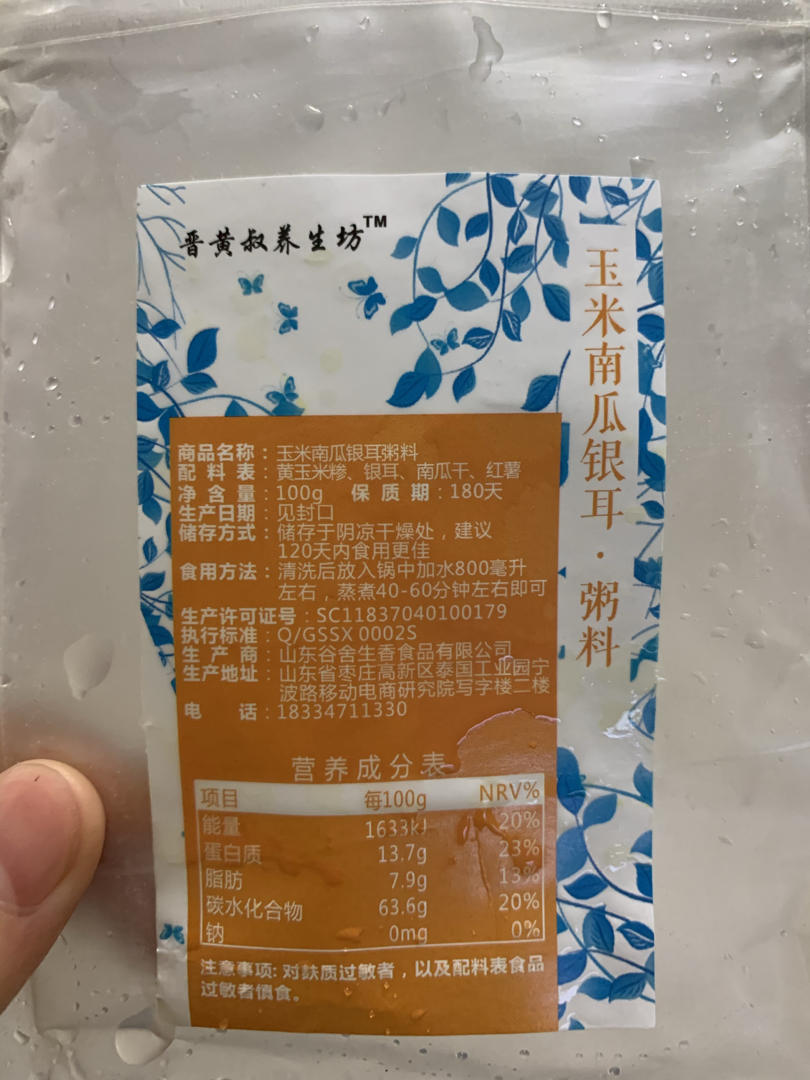 晋黄叔养生坊TM
玉米南瓜银耳·粥料
商品名称：玉米南瓜银耳粥料
配料表：黄玉米糁、银耳、南瓜干、红薯
净含量：100g 保质期：180天
生产日期：见封口
储存方式：储存于阴凉干燥处，建议
120天内食用更佳
食用方法：清洗后放入锅中加水800毫升
左右，蒸煮40-60分钟左右即可
生产许可证号：SC11837040100179
执行标准：Q/GSSX 0002S
生产商：山东谷舍生香食品有限公司
生产地址：山东省枣庄高新区泰国工业园宁
波路移动电商研究院写字楼二楼
电话：18334711330
营养成分表
项目 每100g NRV%
能量 1633kJ 20%
蛋白质 13.7g 23%
脂肪 7.9g 13%
碳水化合物 63.6g 20%
钠 0mg 0%
注意事项: 对麸质过敏者，以及配料表食品
过敏者慎食。